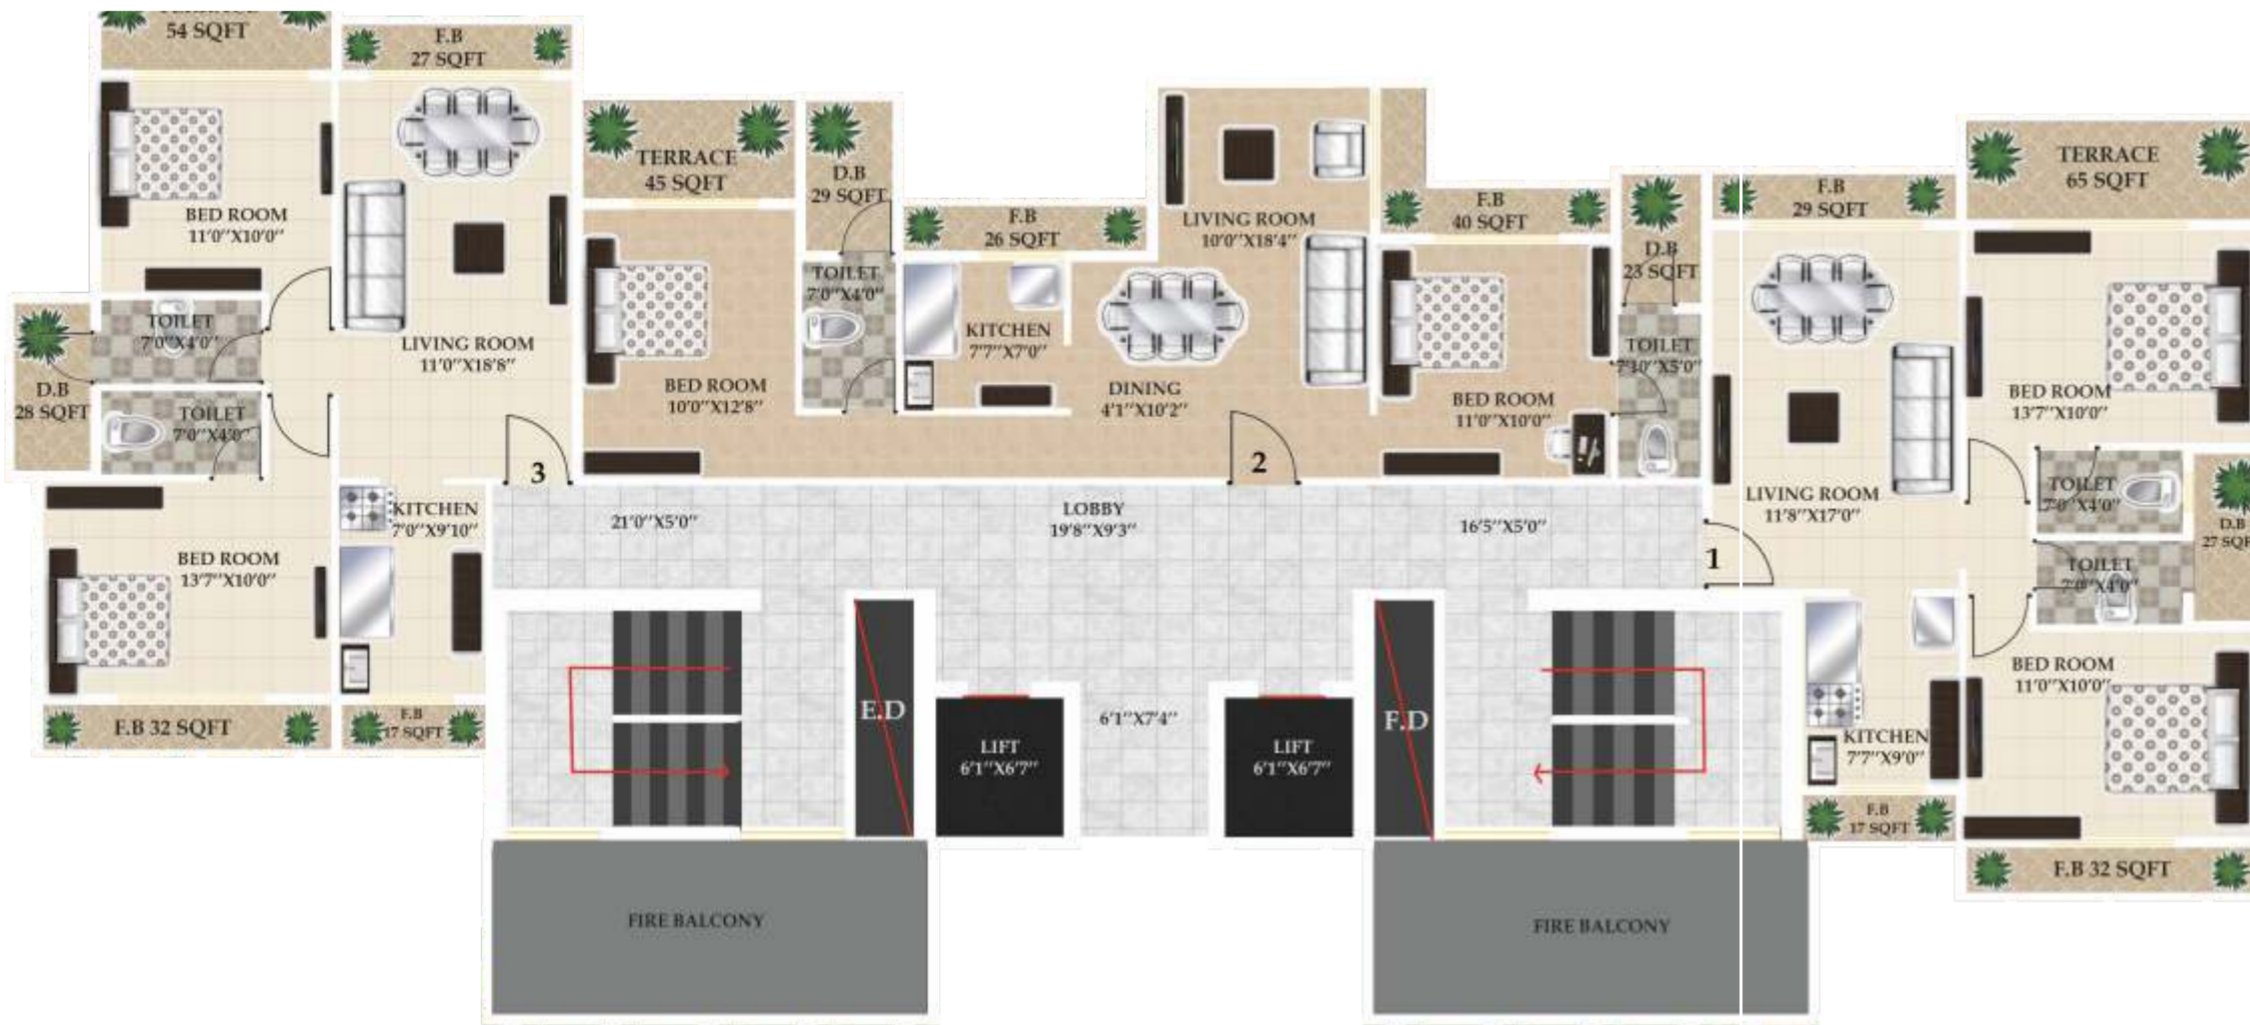 TERRACE
54 SQFT
F.B
27 SQFT
BED ROOM
11'0"X10'0"
LIVING ROOM
11'0"X18'8"
TOILET
7'0"X4'0"
TOILET
7'0"X4'0"
D.B
28 SQFT
BED ROOM
13'7"X10'0"
KITCHEN
7'0"X9'10"
F.B 32 SQFT
F.B
17 SQFT
3
TERRACE
45 SQFT
D.B
29 SQFT
TOILET
7'0"X4'0"
BED ROOM
10'0"X12'8"
F.B
26 SQFT
KITCHEN
7'7"X7'0"
DINING
4'1"X10'2"
LIVING ROOM
10'0"X18'4"
F.B
40 SQFT
BED ROOM
11'0"X10'0"
D.B
23 SQFT
TOILET
7'10"X5'0"
2
F.B
29 SQFT
TERRACE
65 SQFT
BED ROOM
13'7"X10'0"
LIVING ROOM
11'8"X17'0"
TOILET
7'0"X4'0"
TOILET
7'0"X4'0"
D.B
27 SQF
BED ROOM
11'0"X10'0"
KITCHEN
7'7"X9'0"
F.B
17 SQFT
F.B 32 SQFT
1
21'0"X5'0"
LOBBY
19'8"X9'3"
16'5"X5'0"
E.D
LIFT
6'1"X6'7"
6'1"X7'4"
LIFT
6'1"X6'7"
F.D
FIRE BALCONY
FIRE BALCONY